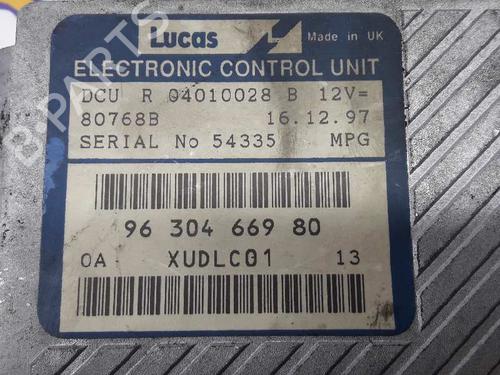 Lucas Made in UK
ELECTRONIC CONTROL UNIT
DCU R 04010028 B 12V=
80768B 16.12.97
SERIAL No 54335 MPG
96 304 669 80
0A XUDLC01 13
B-PARTS